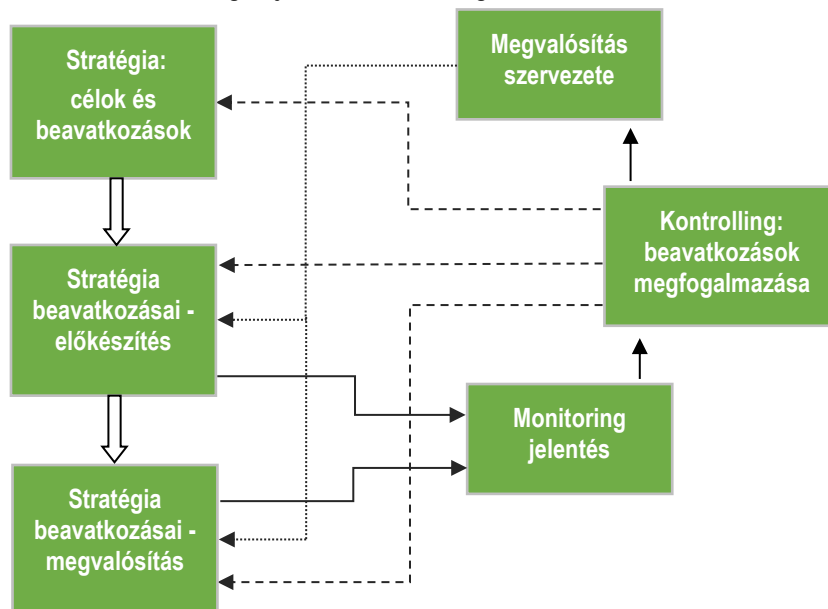 Stratégia:
célok és
beavatkozások
Megvalósítás
szervezete
Kontrolling:
beavatkozások
megfogalmazása
Stratégia
beavatkozásai -
előkészítés
Monitoring
jelentés
Stratégia
beavatkozásai -
megvalósítás